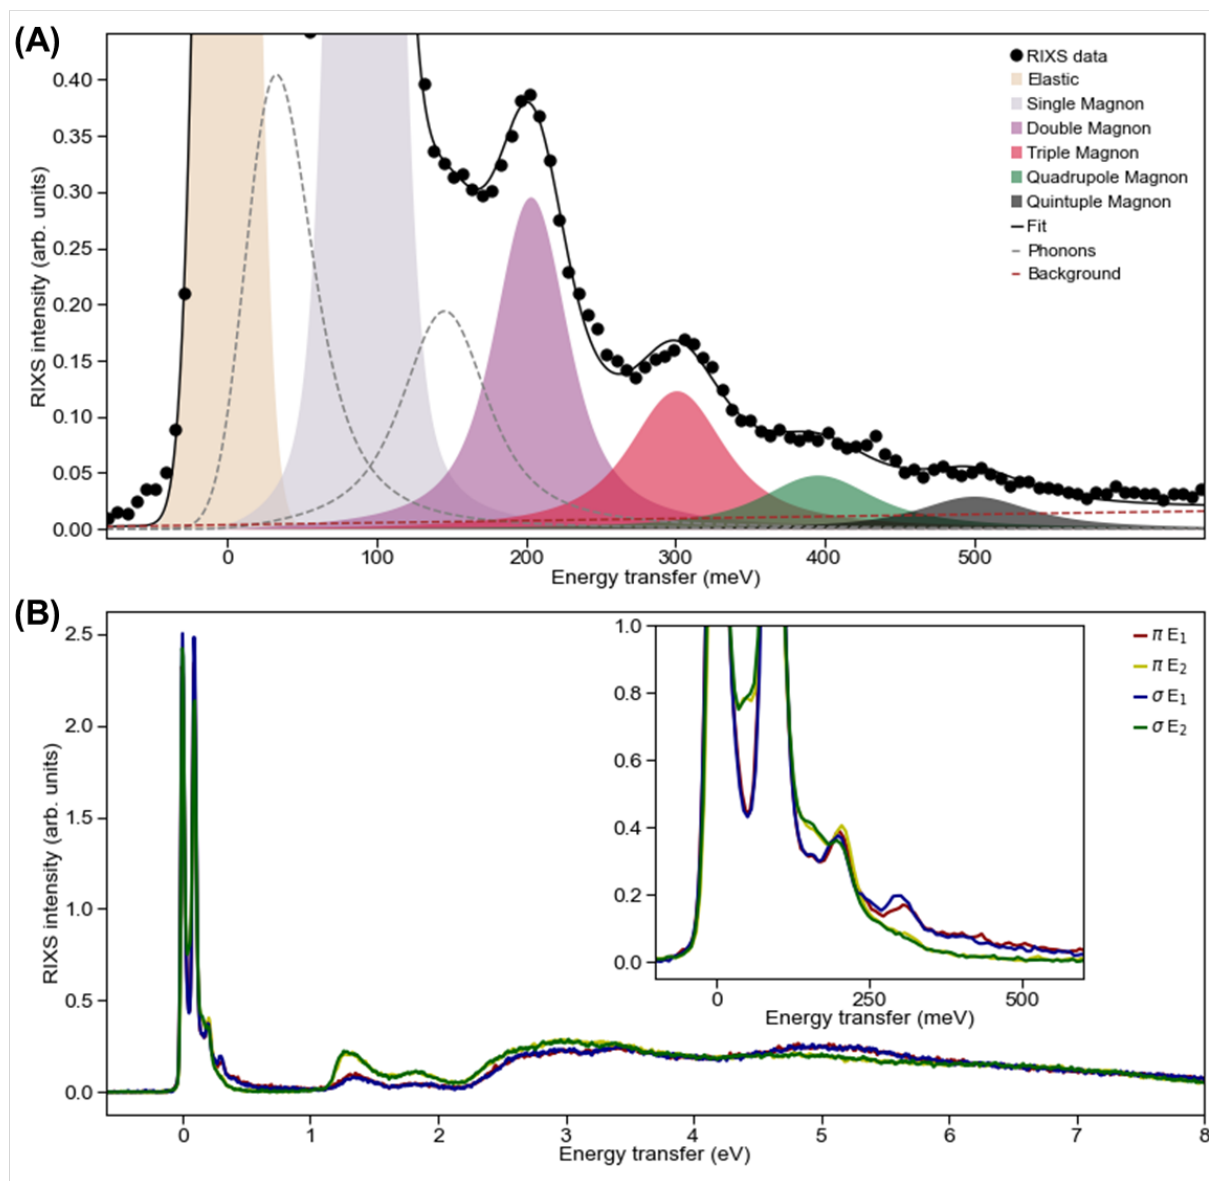 (A)
RIXS intensity (arb. units)
0.40
0.35
0.30
0.25
0.20
0.15
0.10
0.05
0.00
RIXS data
Elastic
Single Magnon
Double Magnon
Triple Magnon
Quadrupole Magnon
Quintuple Magnon
Fit
Phonons
Background
0 100 200 300 400 500
Energy transfer (meV)
(B)
RIXS intensity (arb. units)
2.5
2.0
1.5
1.0
0.5
0.0
1.0
0.8
0.6
0.4
0.2
0.0
0 250 500
Energy transfer (meV)
π E₁
π E₂
σ E₁
σ E₂
0 1 2 3 4 5 6 7 8
Energy transfer (eV)